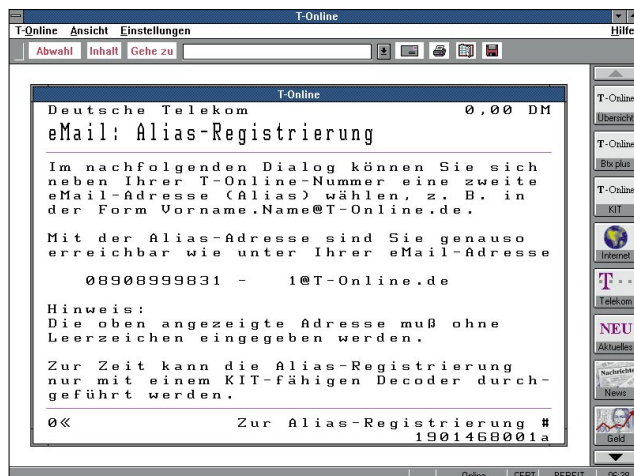 T-Online
T-Online Ansicht Einstellungen Hilfe
Abwahl Inhalt Gehe zu
T-Online
Deutsche Telekom 0,00 DM
eMail: Alias-Registrierung
Im nachfolgenden Dialog können Sie sich
neben Ihrer T-Online-Nummer eine zweite
eMail-Adresse (Alias) wählen, z. B. in
der Form Vorname.Name@T-Online.de.
Mit der Alias-Adresse sind Sie genauso
erreichbar wie unter Ihrer eMail-Adresse
08908999831 - 1@T-Online.de
Hinweis:
Die oben angezeigte Adresse muß ohne
Leerzeichen eingegeben werden.
Zur Zeit kann die Alias-Registrierung
nur mit einem KIT-fähigen Decoder durch-
geführt werden.
0« Zur Alias-Registrierung #
1901468001a
T-Online
Übersicht
T-Online
Btx plus
T-Online
KIT
Internet
T
Telekom
NEU
Aktuelles
Nachrichten
News
Geld
Online CEPT BEREIT 06:38